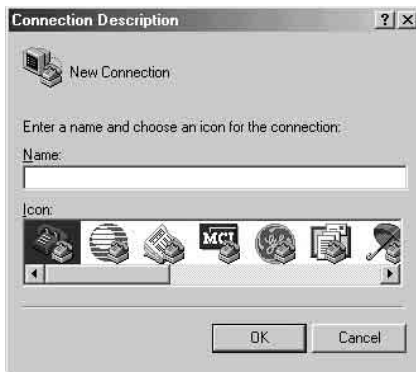 Connection Description
New Connection
Enter a name and choose an icon for the connection:
Name:
Icon:
MCI
OK Cancel